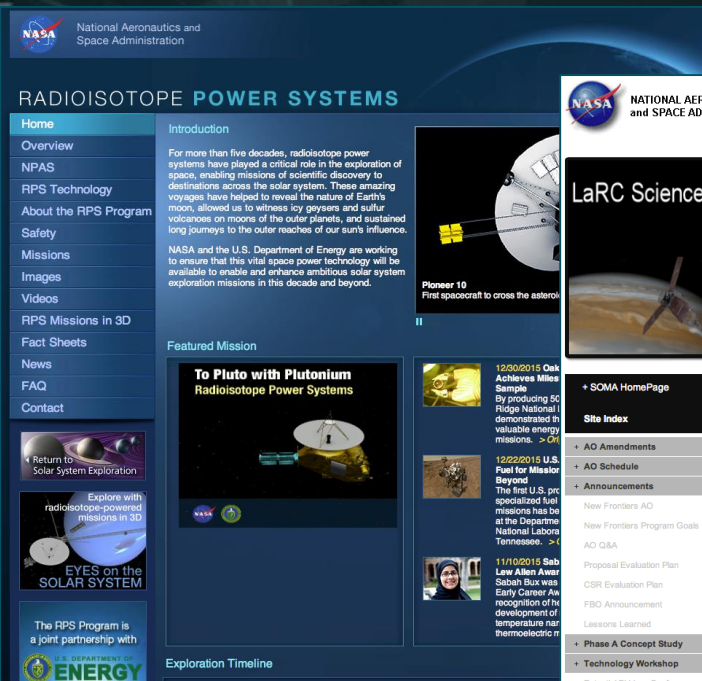 NASA
National Aeronautics and
Space Administration
RADIOISOTOPE POWER SYSTEMS
Home
Overview
NPAS
RPS Technology
About the RPS Program
Safety
Missions
Images
Videos
RPS Missions in 3D
Fact Sheets
News
FAQ
Contact
Return to
Solar System Exploration
Explore with
radioisotope-powered
missions in 3D
EYES on the
SOLAR SYSTEM
The RPS Program is
a joint partnership with
U.S. DEPARTMENT OF
ENERGY
Introduction
For more than five decades, radioisotope power
systems have played a critical role in the exploration of
space, enabling missions of scientific discovery to
destinations across the solar system. These amazing
voyages have helped to reveal the nature of Earth's
moon, allowed us to witness icy geysers and sulfur
volcanoes on moons of the outer planets, and sustained
long journeys to the outer reaches of our sun's influence.
NASA and the U.S. Department of Energy are working
to ensure that this vital space power technology will be
available to enable and enhance ambitious solar system
exploration missions in this decade and beyond.
Pioneer 10
First spacecraft to cross the asteroi
Featured Mission
To Pluto with Plutonium
Radioisotope Power Systems
12/30/2015 Oak
Achieves Miles
Sample
By producing 50
Ridge National
demonstrated th
valuable energy
missions. > Ori
12/22/2015 U.S.
Fuel for Mission
Beyond
The first U.S. pro
specialized fuel
missions has be
at the Departme
National Labora
Tennessee. >
11/10/2015 Sab
Lew Allen Awar
Sabah Bux was
Early Career Aw
recognition of he
development of
temperature nan
thermoelectric m
Exploration Timeline
NASA
NATIONAL AER
and SPACE AD
LaRC Science
+ SOMA HomePage
Site Index
+ AO Amendments
+ AO Schedule
+ Announcements
New Frontiers AO
New Frontiers Program Goals
AO Q&A
Proposal Evaluation Plan
CSR Evaluation Plan
FBO Announcement
Lessons Learned
+ Phase A Concept Study
+ Technology Workshop